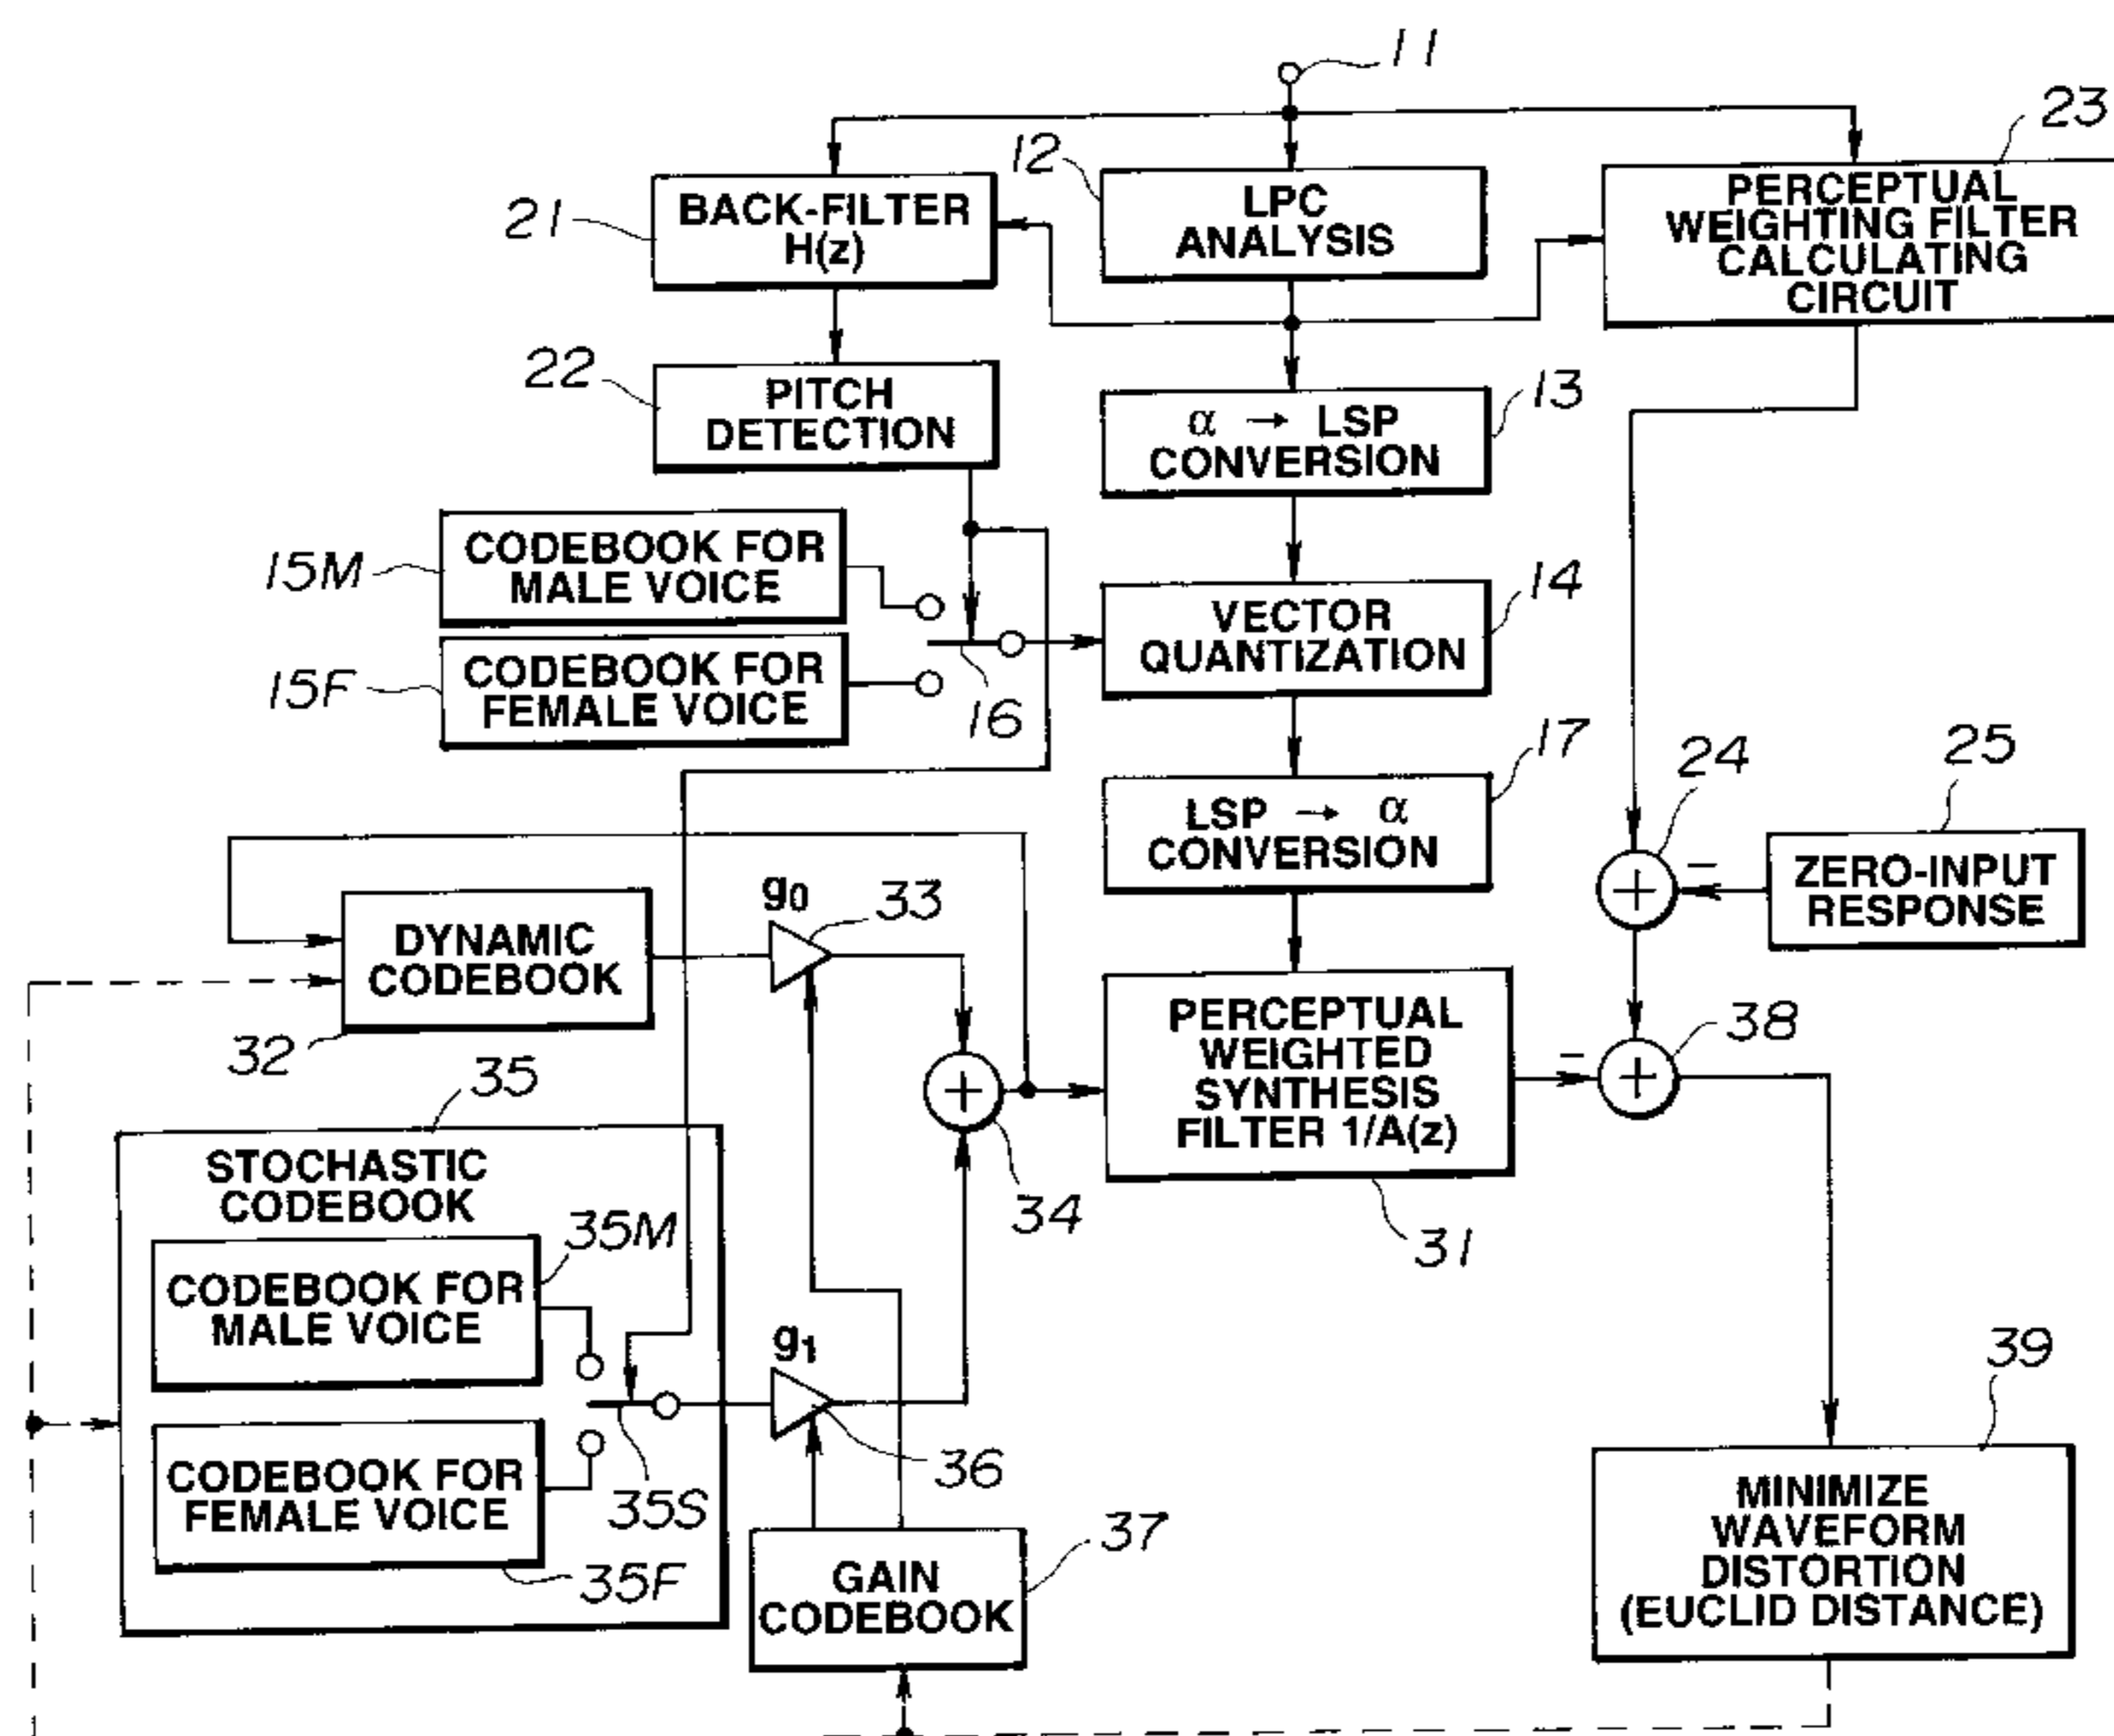 11
12
23
21
BACK-FILTER
H(z)
LPC
ANALYSIS
PERCEPTUAL
WEIGHTING FILTER
CALCULATING
CIRCUIT
22
PITCH
DETECTION
13
α → LSP
CONVERSION
15M
CODEBOOK FOR
MALE VOICE
14
VECTOR
QUANTIZATION
15F
CODEBOOK FOR
FEMALE VOICE
16
17
LSP → α
CONVERSION
24
25
ZERO-INPUT
RESPONSE
−
g0
33
DYNAMIC
CODEBOOK
32
PERCEPTUAL
WEIGHTED
SYNTHESIS
FILTER 1/A(z)
−
38
+
+
+
34
31
35
STOCHASTIC
CODEBOOK
35M
CODEBOOK FOR
MALE VOICE
g1
36
35S
CODEBOOK FOR
FEMALE VOICE
35F
37
GAIN
CODEBOOK
39
MINIMIZE
WAVEFORM
DISTORTION
(EUCLID DISTANCE)